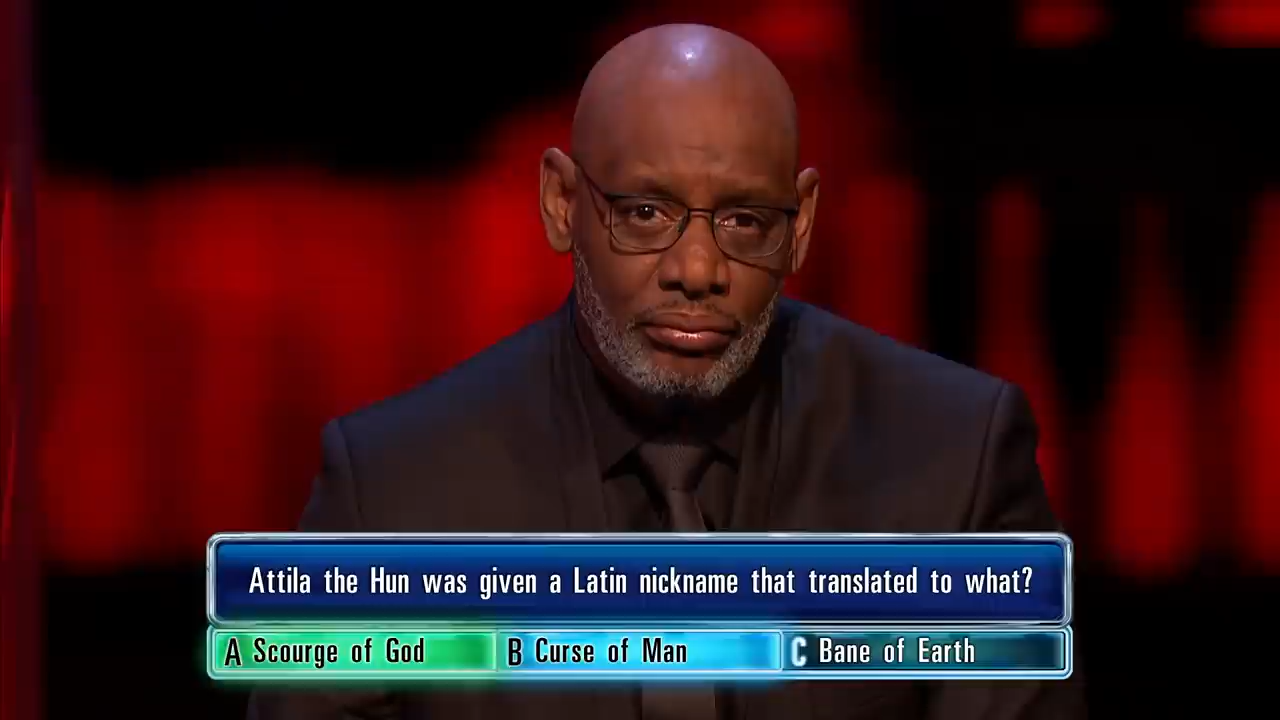 Attila the Hun was given a Latin nickname that translated to what?
A Scourge of God
B Curse of Man
C Bane of Earth